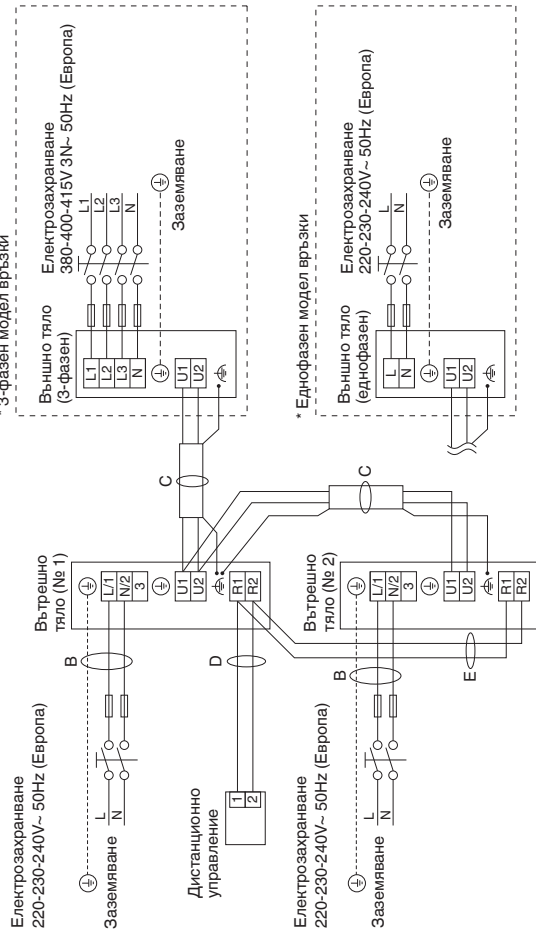 * 3-фазен модел връзки
Външно тяло
(3-фазен)
Електрозахранване
380-400-415V 3N~ 50Hz (Европа)
L1
L2
L3
N
L1
L2
L3
N
U1
U2
Заземяване
* Еднофазен модел връзки
Външно тяло
(еднофазен)
Електрозахранване
220-230-240V~ 50Hz (Европа)
L
N
L
N
U1
U2
Заземяване
C
C
Вътрешно
тяло (№ 1)
L/1
N/2
3
U1
U2
R1
R2
Вътрешно
тяло (№ 2)
L/1
N/2
3
U1
U2
R1
R2
B
D
B
E
Електрозахранване
220-230-240V~ 50Hz (Европа)
L
N
Заземяване
Дистанционно
управление
1
2
Електрозахранване
220-230-240V~ 50Hz (Европа)
L
N
Заземяване